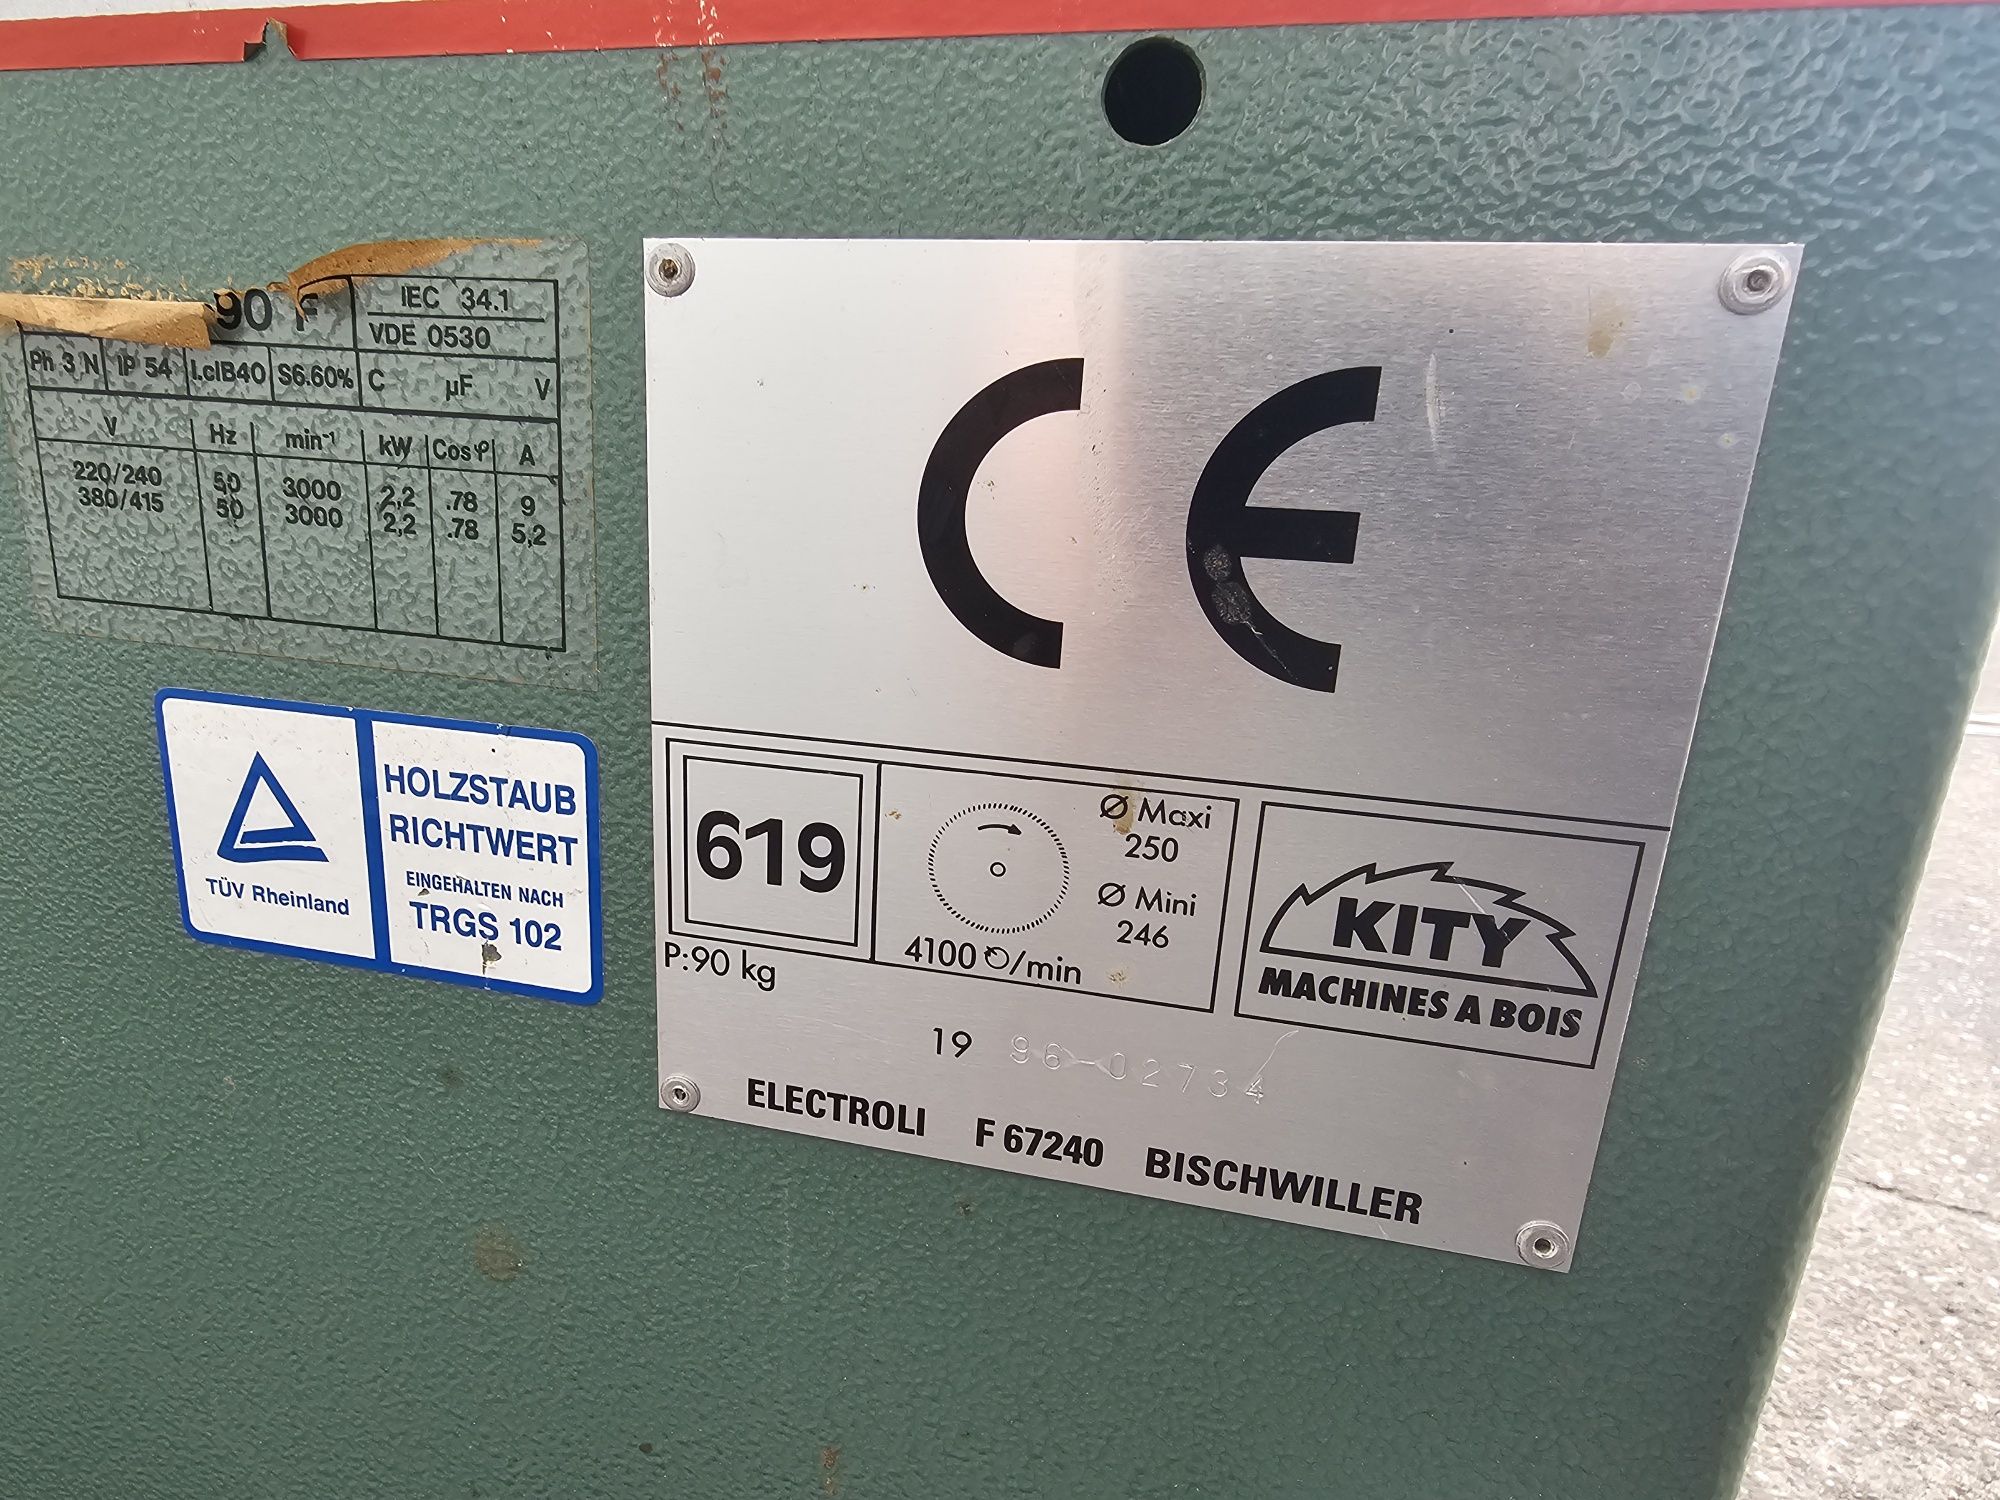 90 F
IEC 34.1
VDE 0530
Ph 3 N IP 54 I.clB40 S6.60% C µF V
V Hz min-1 kW Cos φ A
220/240 50 3000 2,2 .78 9
380/415 50 3000 2,2 .78 5,2
TÜV Rheinland
HOLZSTAUB
RICHTWERT
EINGEHALTEN NACH
TRGS 102
CE
619
P:90 kg
Ø Maxi
250
Ø Mini
246
4100 /min
KITY
MACHINES A BOIS
19 96-02734
ELECTROLI F 67240 BISCHWILLER